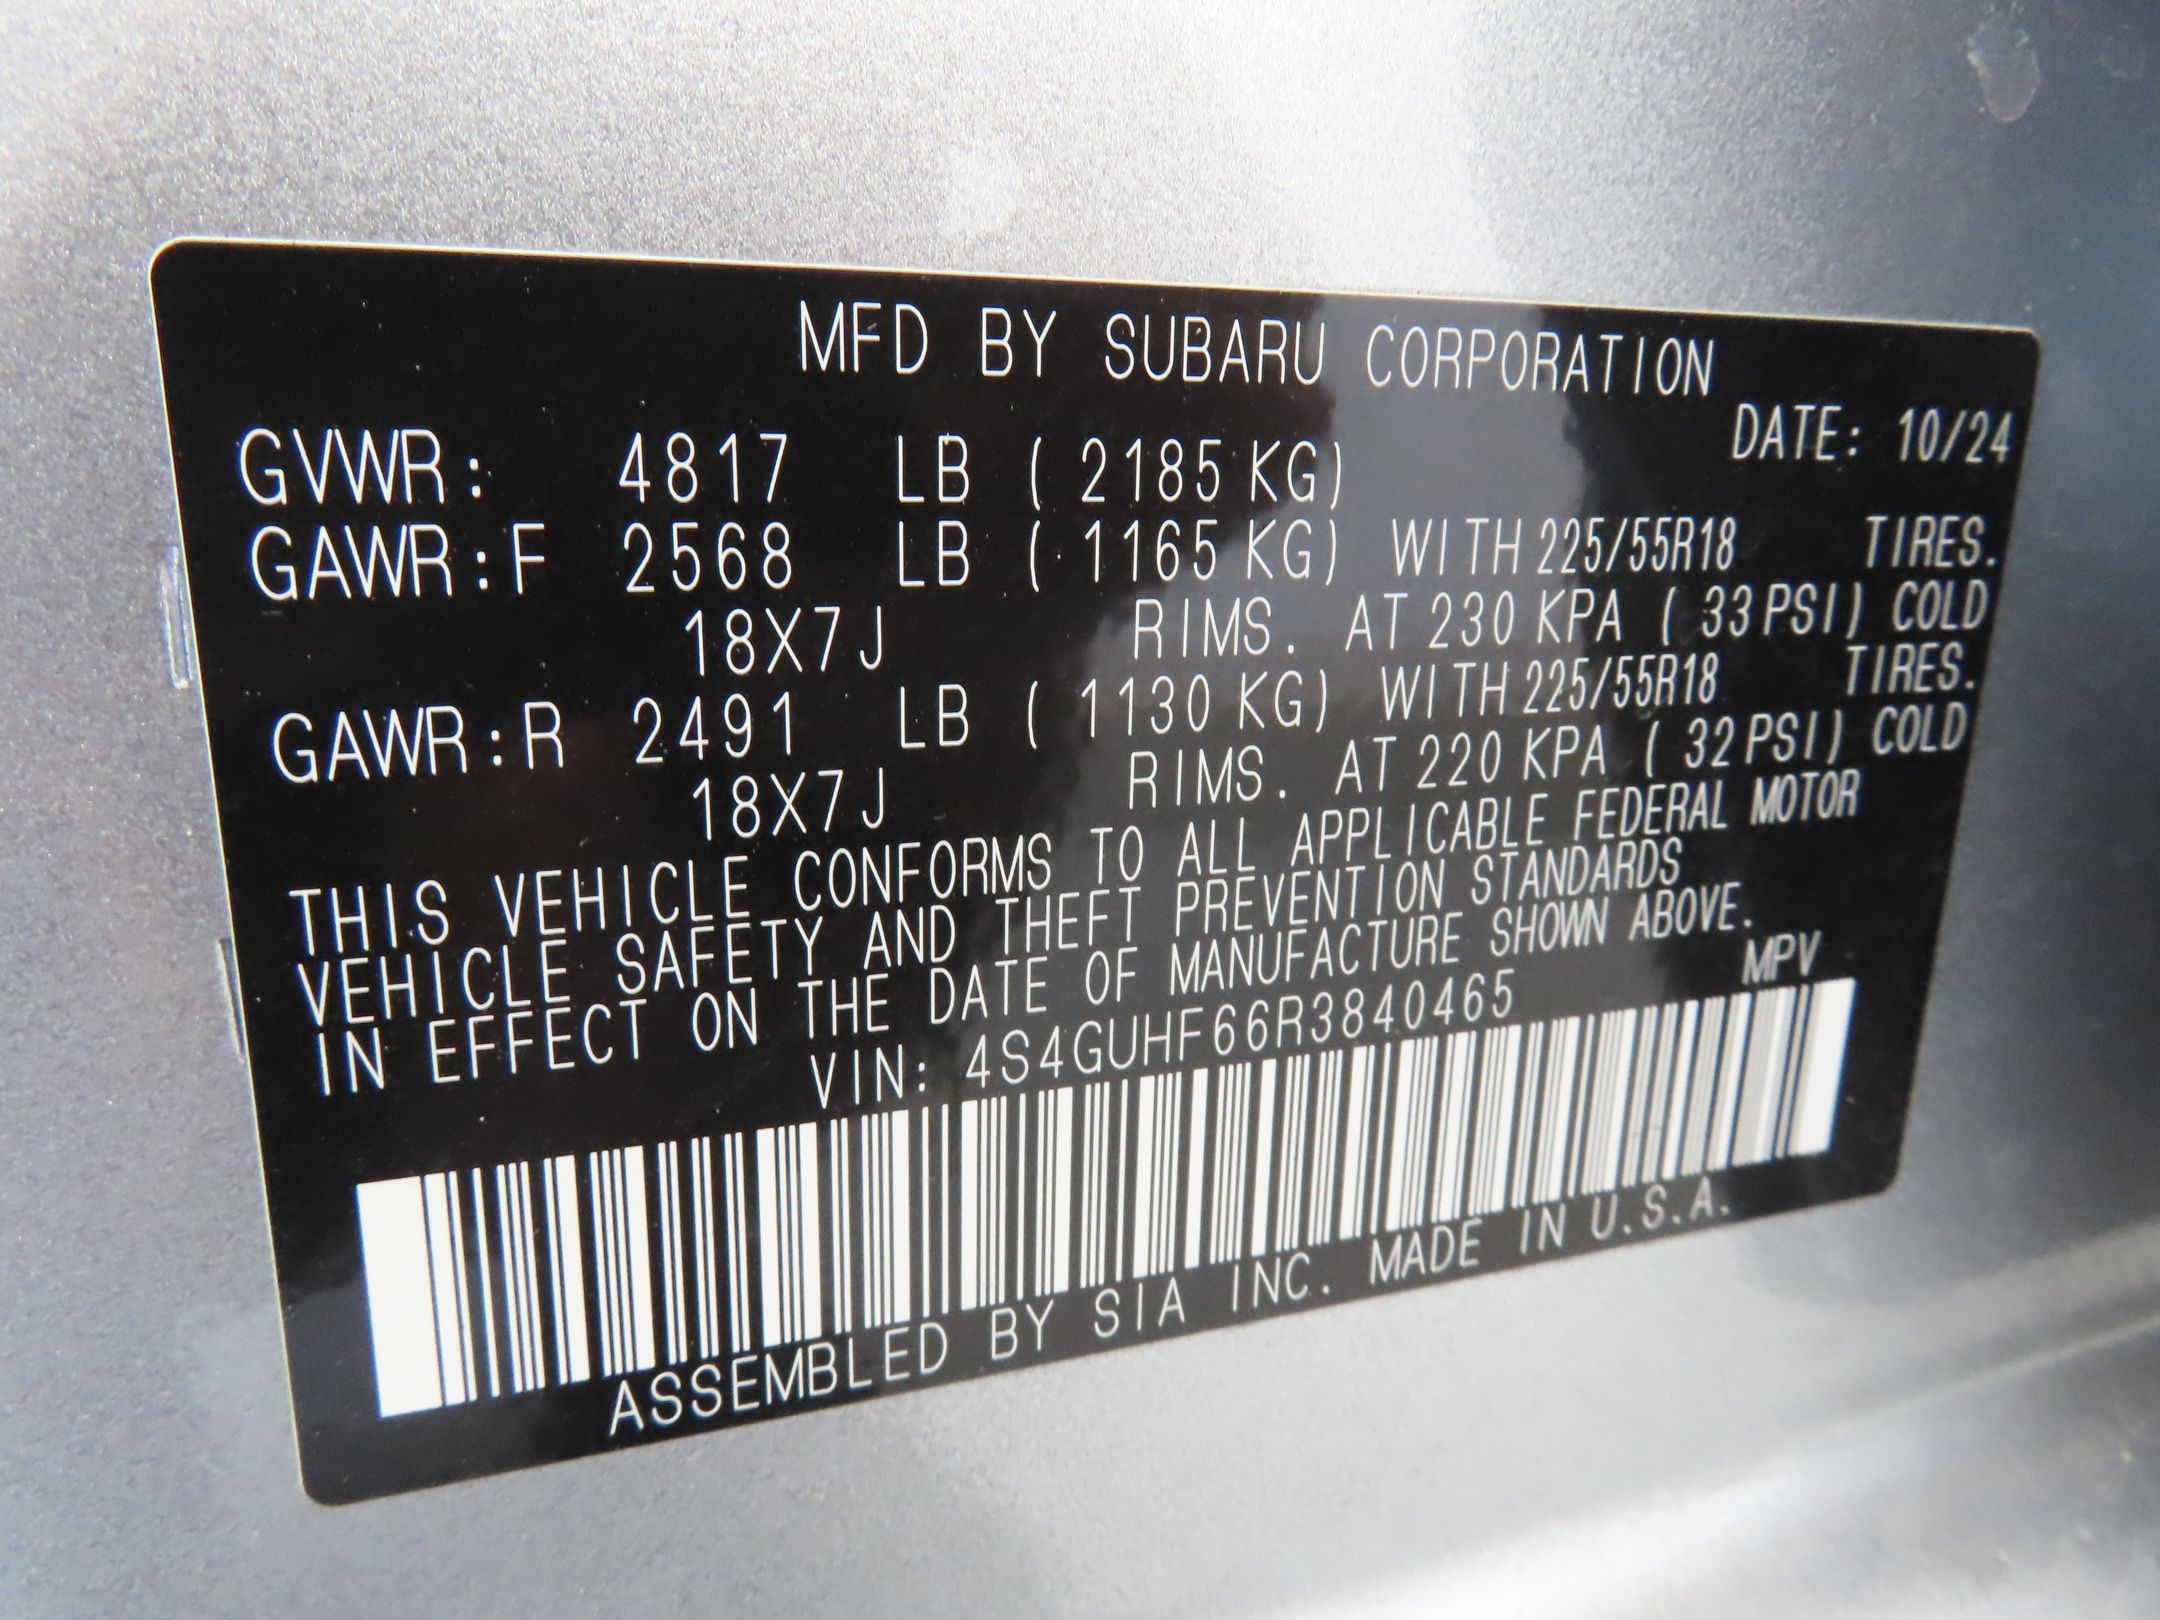 MFD BY SUBARU CORPORATION
DATE: 10/24
GVWR: 4817 LB ( 2185 KG)
GAWR:F 2568 LB ( 1165 KG) WITH 225/55R18 TIRES.
18X7J RIMS. AT 230 KPA ( 33 PSI) COLD
GAWR:R 2491 LB ( 1130 KG) WITH 225/55R18 TIRES.
18X7J RIMS. AT 220 KPA ( 32 PSI) COLD
THIS VEHICLE CONFORMS TO ALL APPLICABLE FEDERAL MOTOR
VEHICLE SAFETY AND THEFT PREVENTION STANDARDS
IN EFFECT ON THE DATE OF MANUFACTURE SHOWN ABOVE.
VIN: 4S4GUHF66R3840465 MPV
ASSEMBLED BY SIA INC. MADE IN U.S.A.